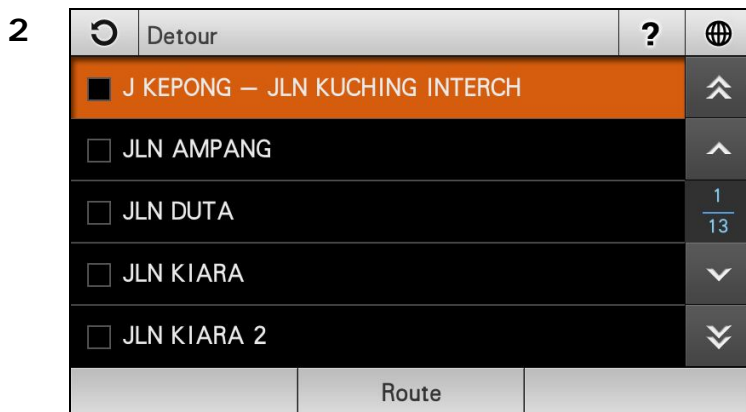 2
Detour ?
J KEPONG – JLN KUCHING INTERCH
JLN AMPANG
JLN DUTA
1
13
JLN KIARA
JLN KIARA 2
Route